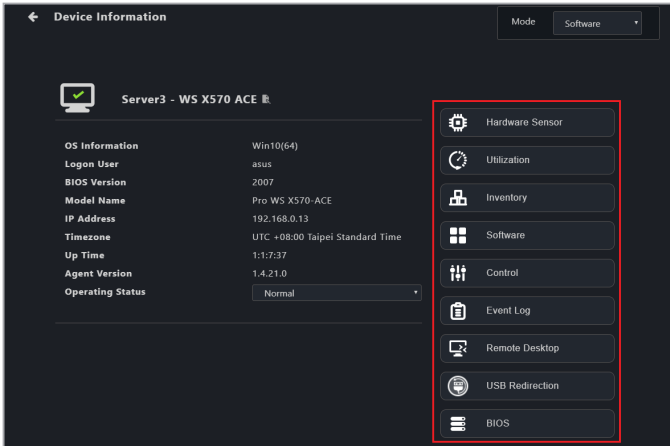 Device Information
Mode
Software
Server3 - WS X570 ACE
OS Information Win10(64)
Logon User asus
BIOS Version 2007
Model Name Pro WS X570-ACE
IP Address 192.168.0.13
Timezone UTC +08:00 Taipei Standard Time
Up Time 1:1:7:37
Agent Version 1.4.21.0
Operating Status Normal
Hardware Sensor
Utilization
Inventory
Software
Control
Event Log
Remote Desktop
USB Redirection
BIOS